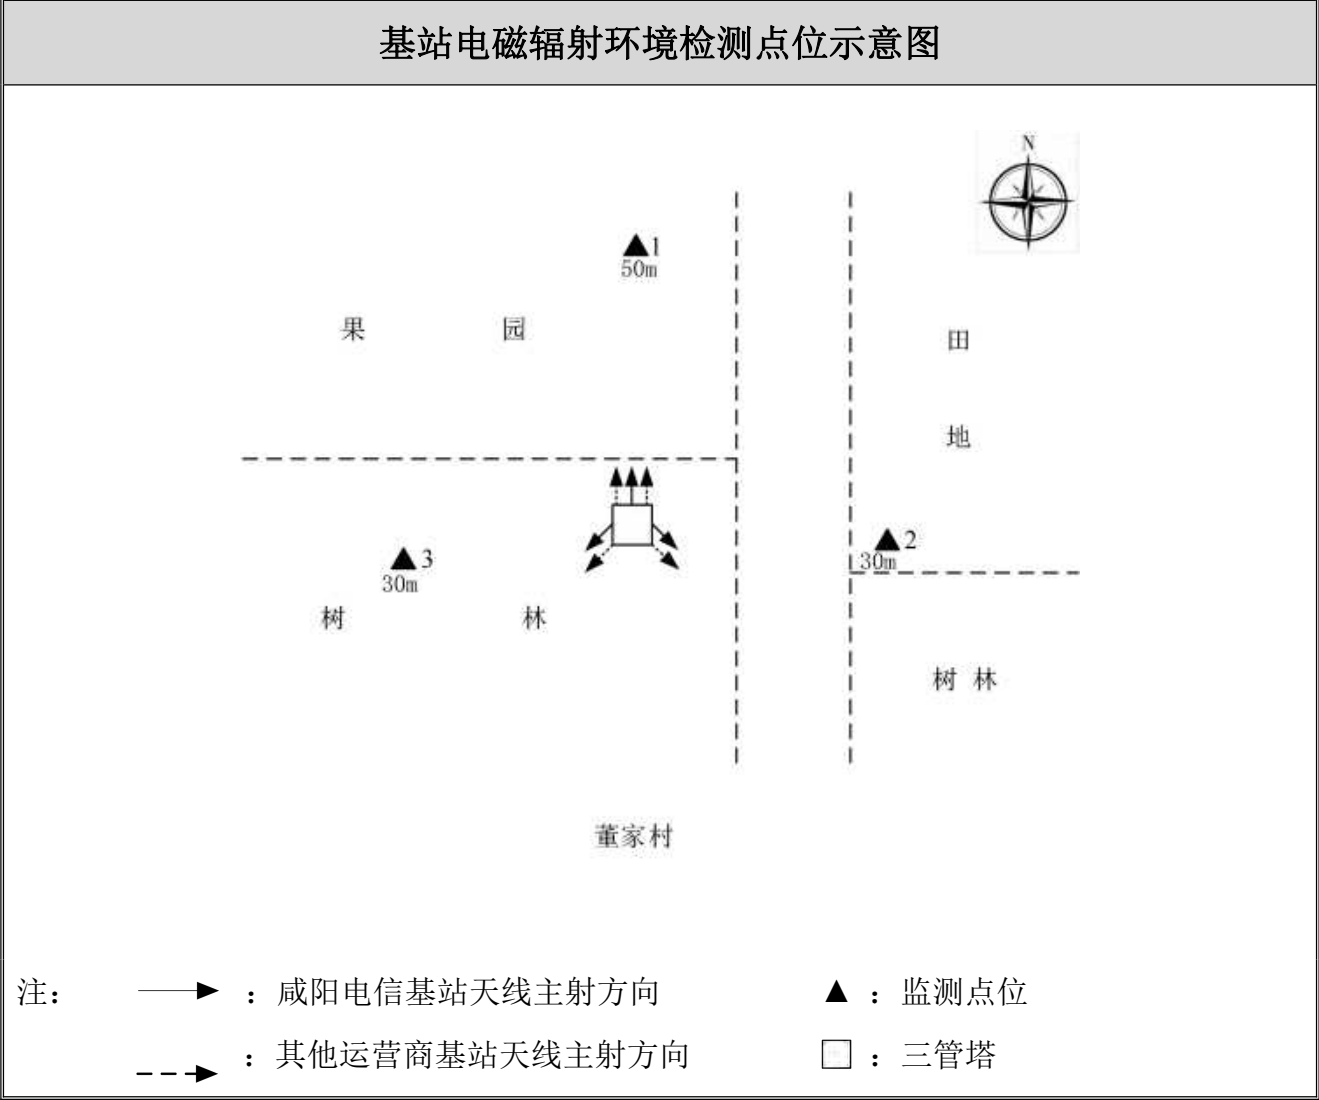 基站电磁辐射环境检测点位示意图
N
1
50m
果 园
田
地
2
30m
3
30m
树 林
树 林
董家村
注： ：咸阳电信基站天线主射方向 ：监测点位
：其他运营商基站天线主射方向 ：三管塔